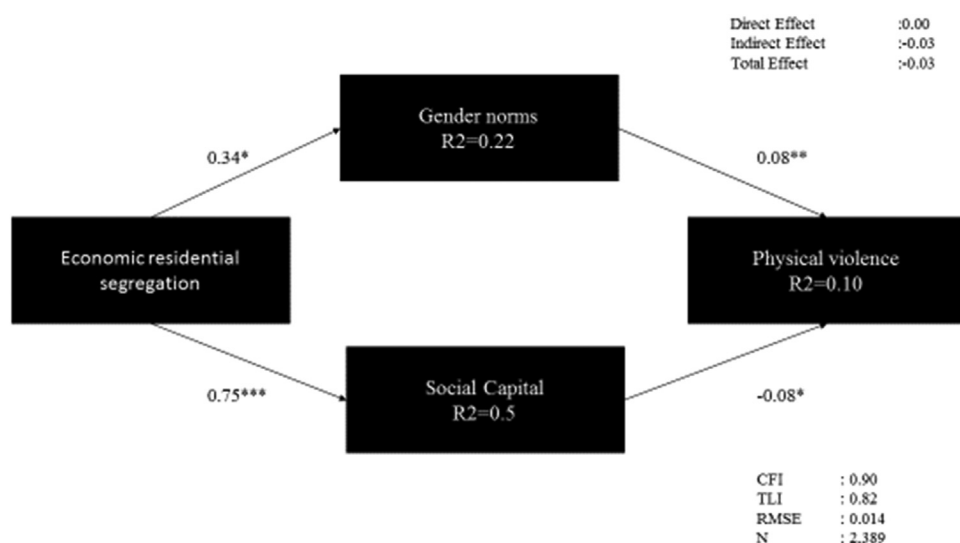 Direct Effect :0.00
Indirect Effect :-0.03
Total Effect :-0.03
Gender norms
R2=0.22
0.34*
0.08**
Economic residential
segregation
Physical violence
R2=0.10
Social Capital
R2=0.5
0.75***
-0.08*
CFI : 0.90
TLI : 0.82
RMSE : 0.014
N : 2.389